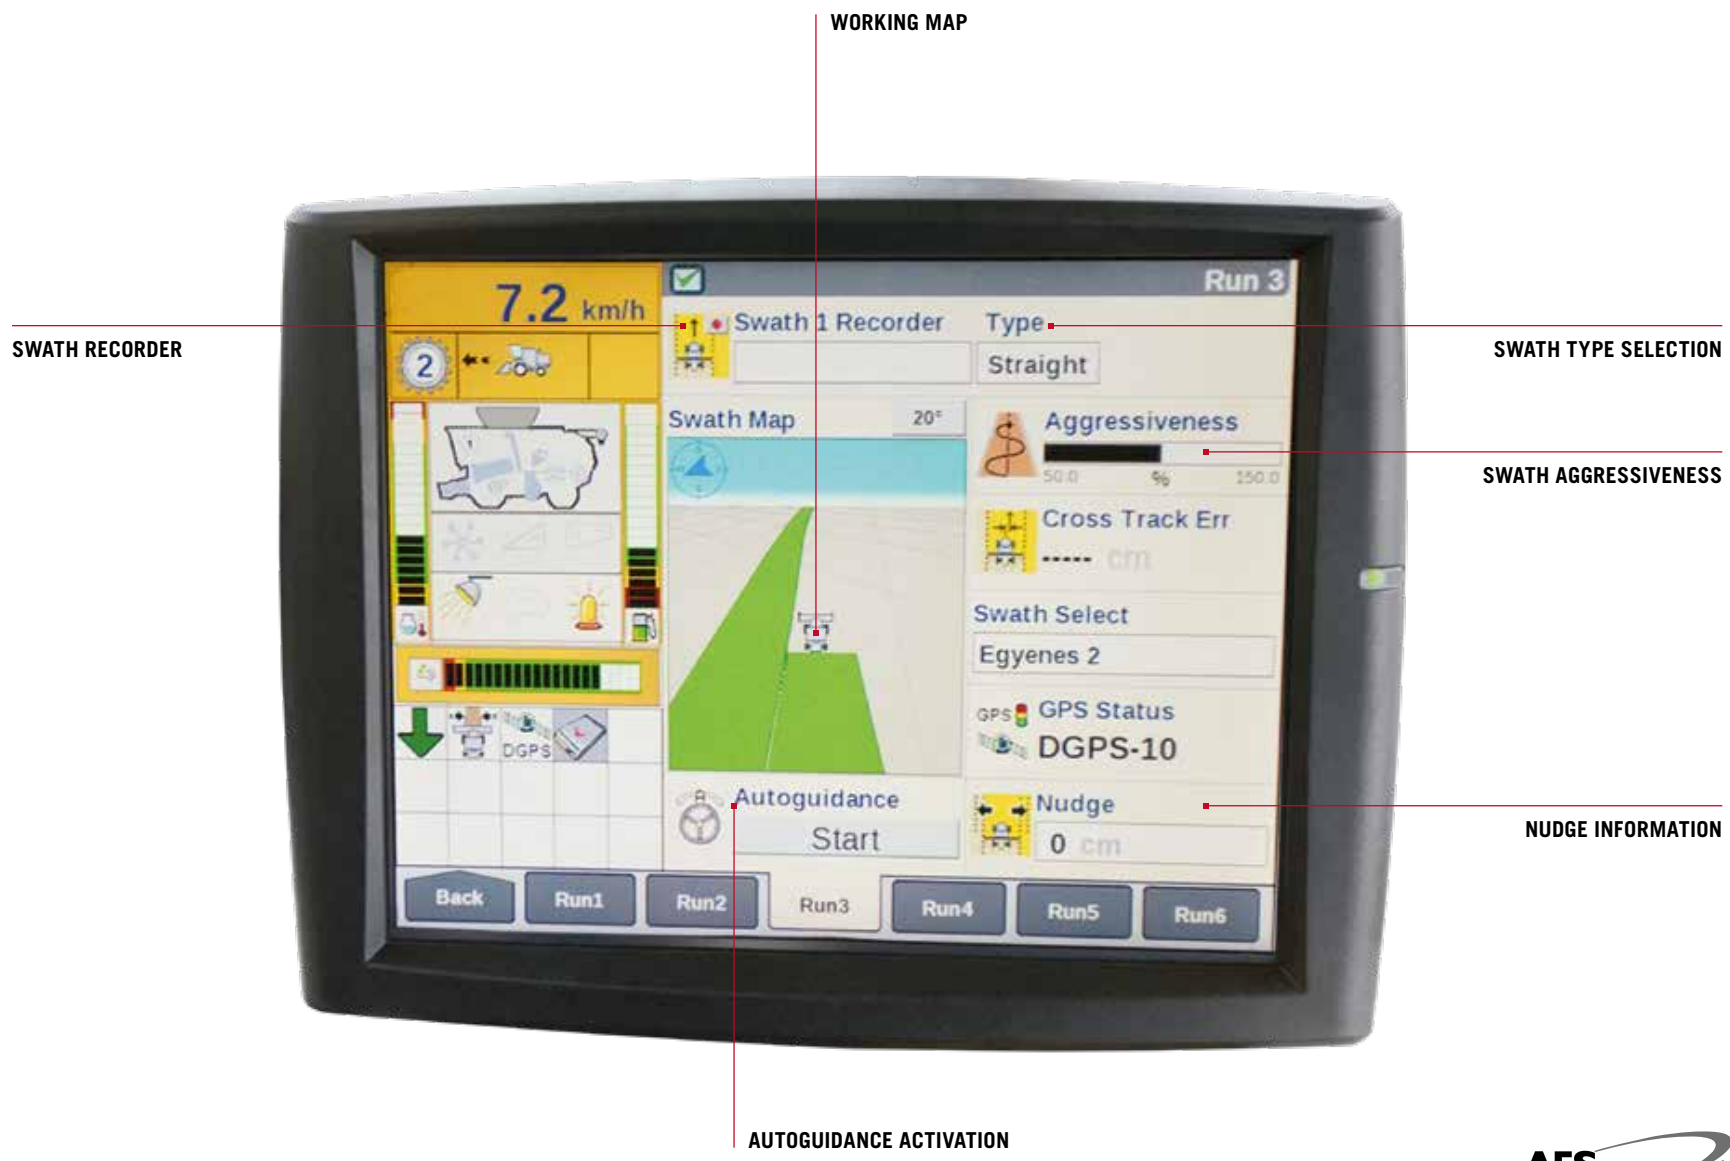 WORKING MAP
SWATH RECORDER
SWATH TYPE SELECTION
SWATH AGGRESSIVENESS
NUDGE INFORMATION
AUTOGUIDANCE ACTIVATION
7.2 km/h
2
DGPS
Run 3
Swath 1 Recorder
Type
Straight
Swath Map
20°
Aggressiveness
50.0 % 150.0
Cross Track Err
----- cm
Swath Select
Egyenes 2
GPS
GPS Status
DGPS-10
A
Autoguidance
Start
Nudge
0 cm
Back
Run1
Run2
Run3
Run4
Run5
Run6
AFS